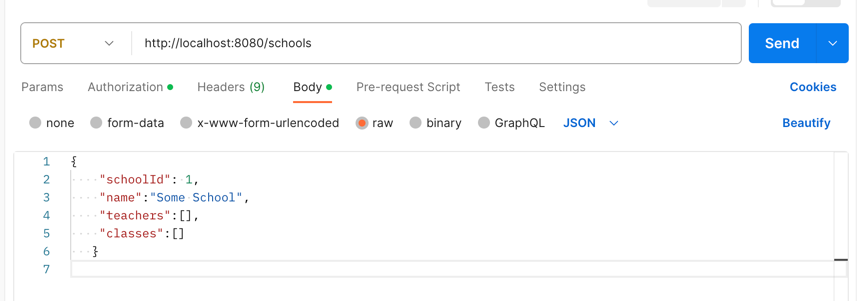 POST http://localhost:8080/schools Send
Params Authorization Headers (9) Body Pre-request Script Tests Settings Cookies
none form-data x-www-form-urlencoded raw binary GraphQL JSON Beautify
1 {
2 "schoolId": 1,
3 "name":"Some School",
4 "teachers":[],
5 "classes":[]
6 }
7